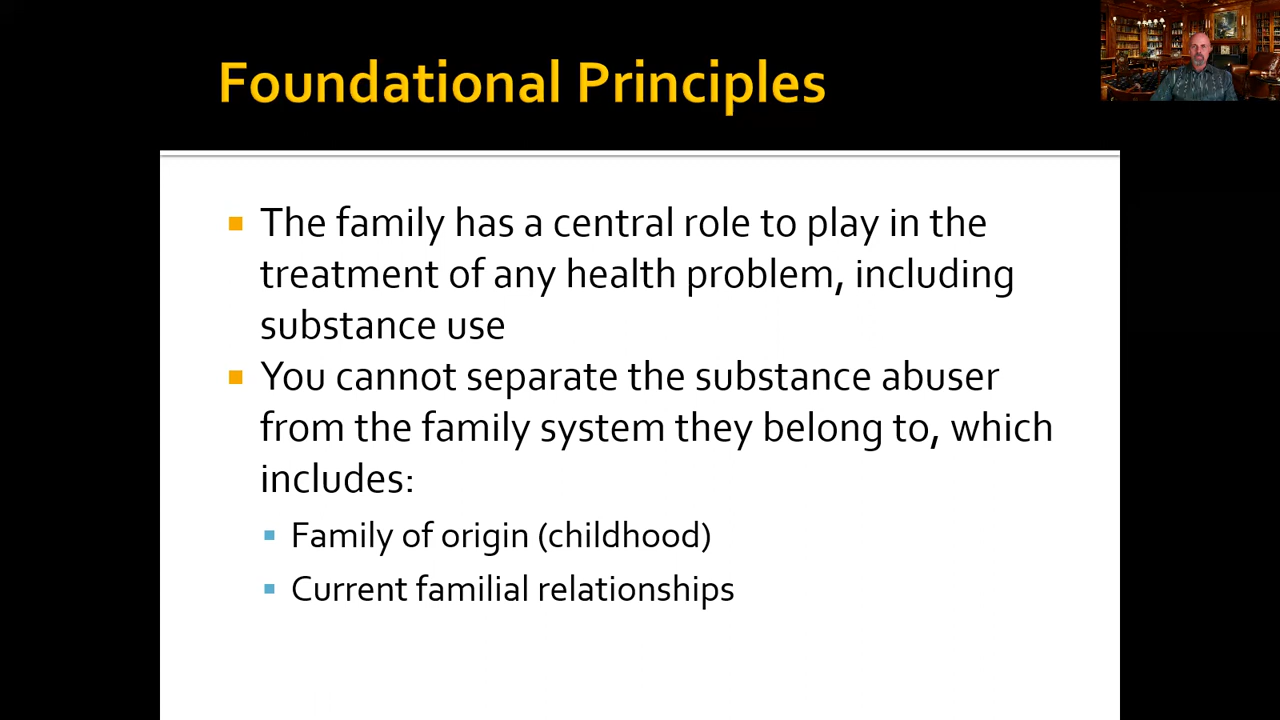 Foundational Principles
The family has a central role to play in the
treatment of any health problem, including
substance use
You cannot separate the substance abuser
from the family system they belong to, which
includes:
Family of origin (childhood)
Current familial relationships